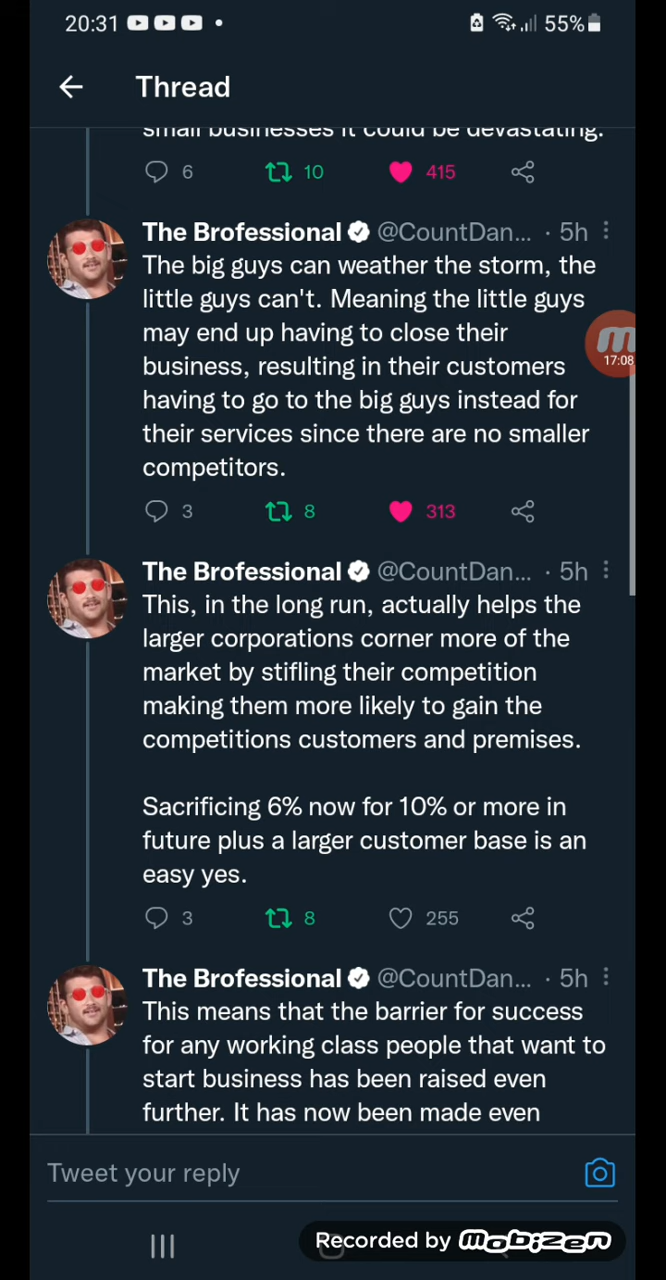 20:31
55%
Thread
small businesses it could be devastating.
6 10 415
The Brofessional @CountDan... · 5h
The big guys can weather the storm, the
little guys can't. Meaning the little guys
may end up having to close their
business, resulting in their customers
having to go to the big guys instead for
their services since there are no smaller
competitors.
17:08
3 8 313
The Brofessional @CountDan... · 5h
This, in the long run, actually helps the
larger corporations corner more of the
market by stifling their competition
making them more likely to gain the
competitions customers and premises.
Sacrificing 6% now for 10% or more in
future plus a larger customer base is an
easy yes.
3 8 255
The Brofessional @CountDan... · 5h
This means that the barrier for success
for any working class people that want to
start business has been raised even
further. It has now been made even
Tweet your reply
Recorded by mobizen